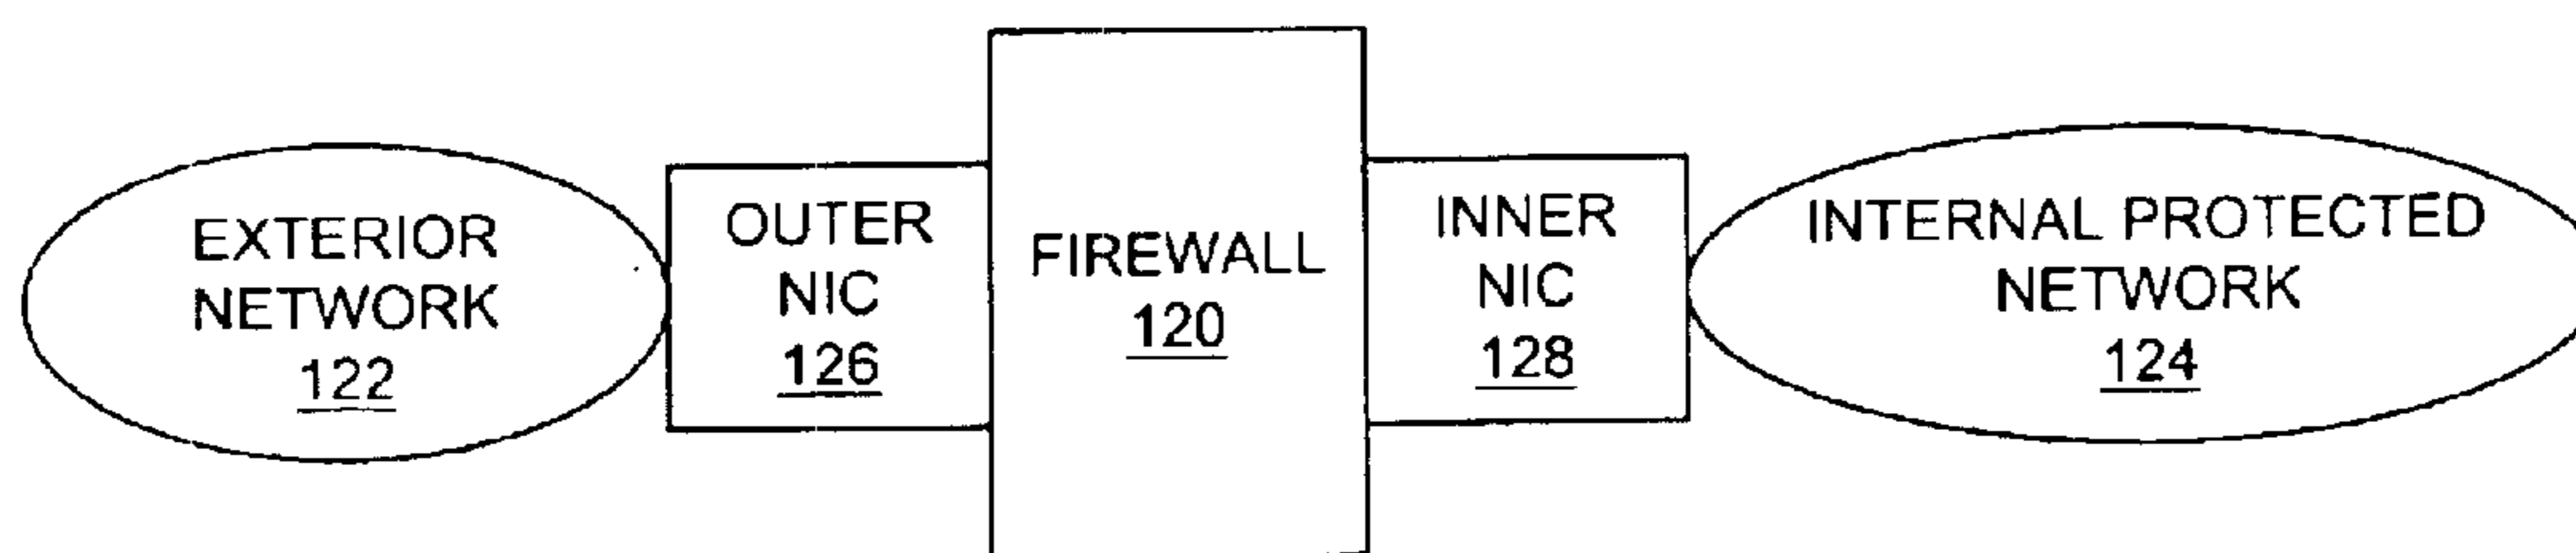 EXTERIOR
NETWORK
122
OUTER
NIC
126
FIREWALL
120
INNER
NIC
128
INTERNAL PROTECTED
NETWORK
124